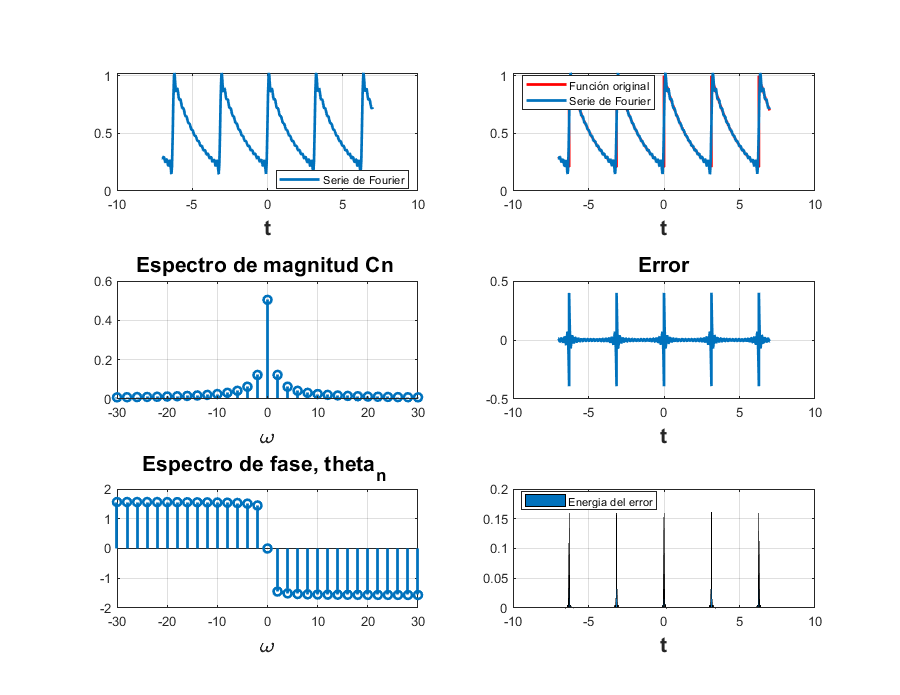 1
0.5
0
-10 -5 0 5 10
t
Serie de Fourier
1
0.5
0
-10 -5 0 5 10
t
Función original
Serie de Fourier
Espectro de magnitud Cn
0.6
0.4
0.2
0
-30 -20 -10 0 10 20 30
ω
Error
0.5
0
-0.5
-10 -5 0 5 10
t
Espectro de fase, theta_n
2
1
0
-1
-2
-30 -20 -10 0 10 20 30
ω
Energia del error
0.2
0.15
0.1
0.05
0
-10 -5 0 5 10
t